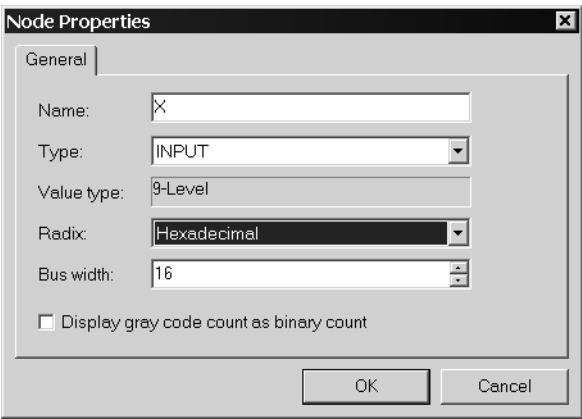 Node Properties
General
Name: X
Type: INPUT
Value type: 9-Level
Radix: Hexadecimal
Bus width: 16
Display gray code count as binary count
OK Cancel